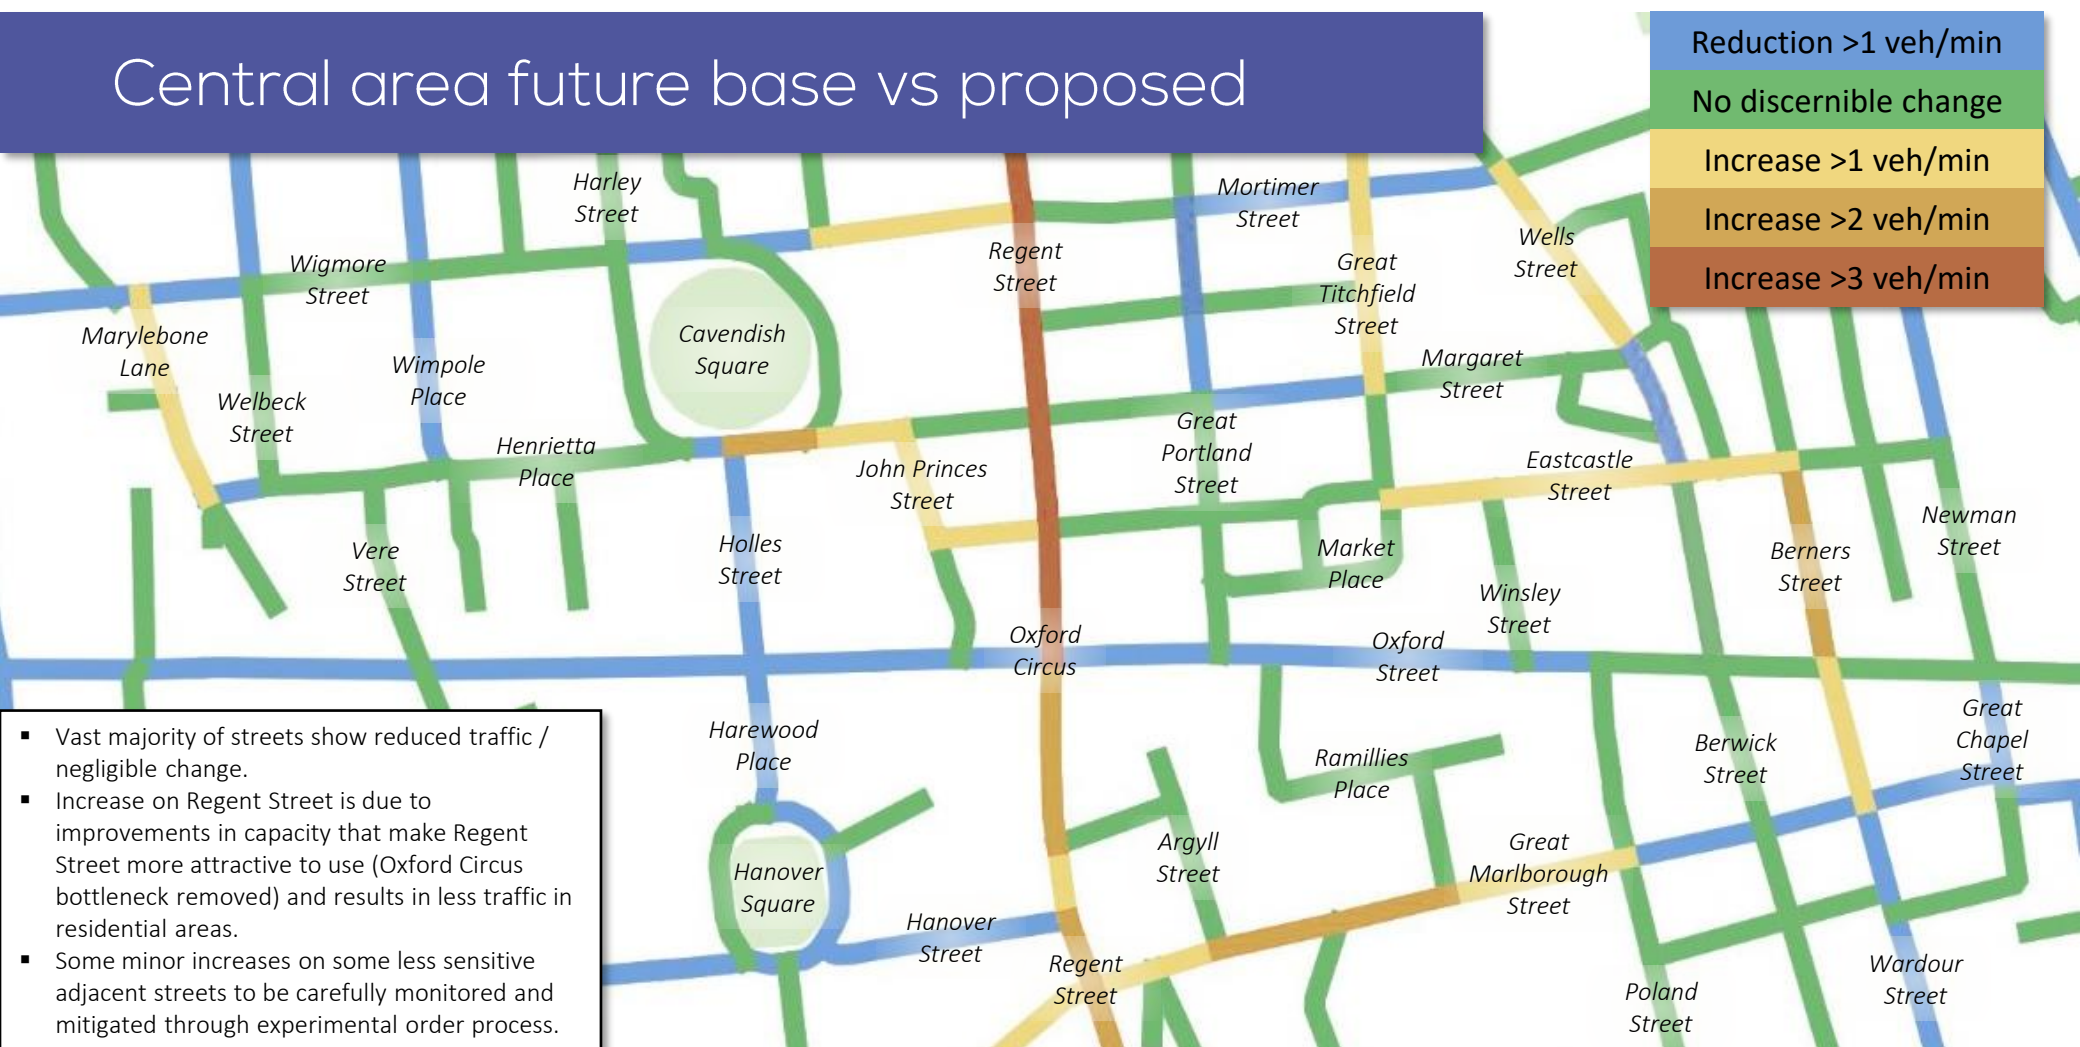 Central area future base vs proposed
Reduction >1 veh/min
No discernible change
Increase >1 veh/min
Increase >2 veh/min
Increase >3 veh/min
Harley
Street
Mortimer
Street
Wigmore
Street
Regent
Street
Great
Titchfield
Street
Wells
Street
Marylebone
Lane
Wimpole
Place
Cavendish
Square
Margaret
Street
Welbeck
Street
Henrietta
Place
John Princes
Street
Great
Portland
Street
Eastcastle
Street
Vere
Street
Holles
Street
Market
Place
Winsley
Street
Berners
Street
Newman
Street
Oxford
Circus
Oxford
Street
Harewood
Place
Ramillies
Place
Berwick
Street
Great
Chapel
Street
Hanover
Square
Argyll
Street
Great
Marlborough
Street
Hanover
Street
Regent
Street
Poland
Street
Wardour
Street
▪ Vast majority of streets show reduced traffic /
negligible change.
▪ Increase on Regent Street is due to
improvements in capacity that make Regent
Street more attractive to use (Oxford Circus
bottleneck removed) and results in less traffic in
residential areas.
▪ Some minor increases on some less sensitive
adjacent streets to be carefully monitored and
mitigated through experimental order process.